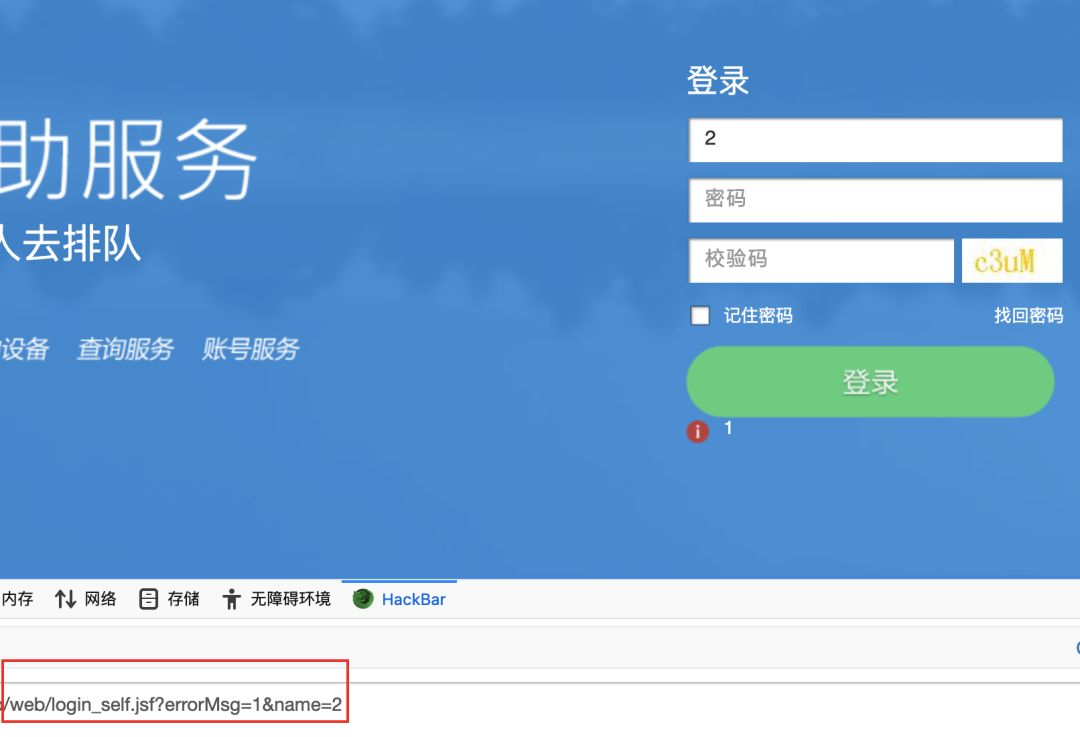 登录
2
助服务
密码
人去排队
校验码
c3uM
记住密码
找回密码
设备 查询服务 账号服务
登录
1
内存 网络 存储 无障碍环境 HackBar
/web/login_self.jsf?errorMsg=1&name=2